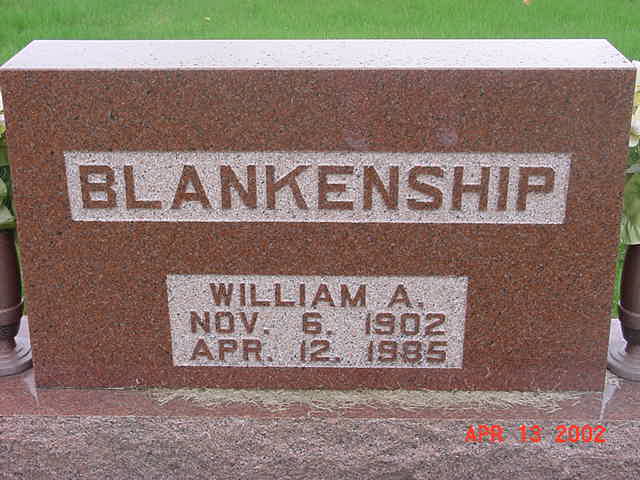 BLANKENSHIP
WILLIAM A.
NOV. 6. 1902
APR. 12. 1985
APR 13 2002